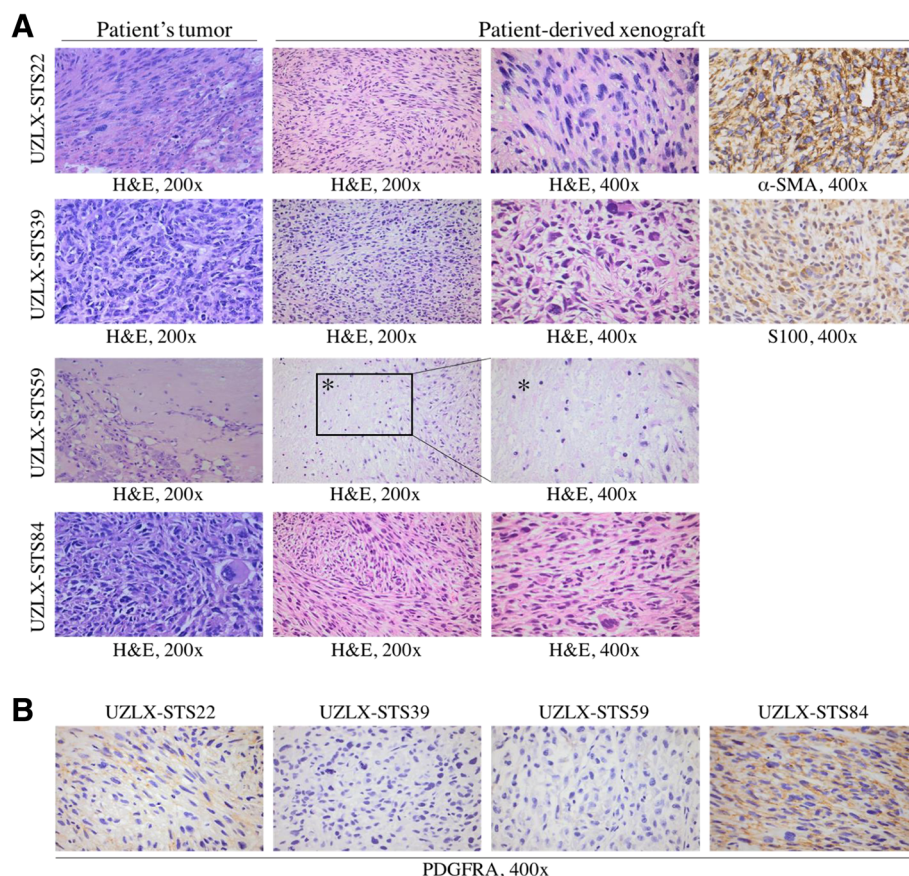 A
Patient's tumor
Patient-derived xenograft
UZLX-STS22
H&E, 200x
H&E, 200x
H&E, 400x
α-SMA, 400x
UZLX-STS39
H&E, 200x
H&E, 200x
H&E, 400x
S100, 400x
UZLX-STS59
*
*
H&E, 200x
H&E, 200x
H&E, 400x
UZLX-STS84
H&E, 200x
H&E, 200x
H&E, 400x
B
UZLX-STS22
UZLX-STS39
UZLX-STS59
UZLX-STS84
PDGFRA, 400x